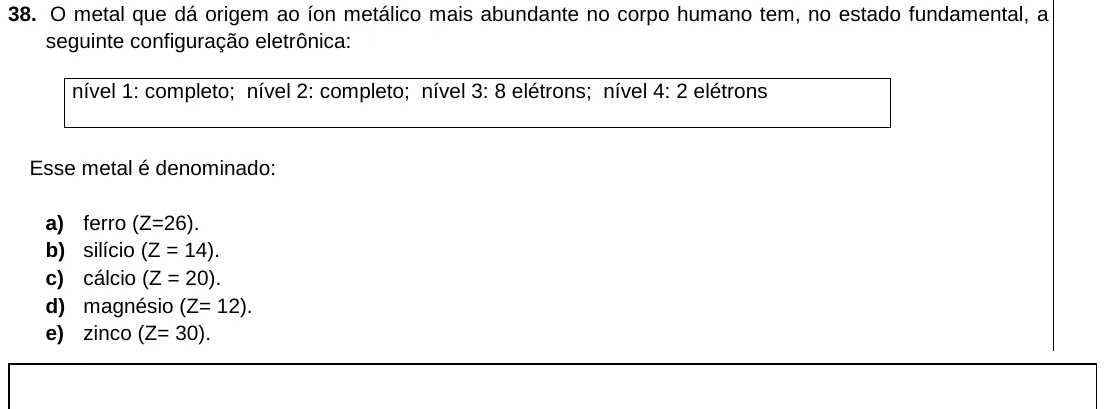 38. O metal que dá origem ao íon metálico mais abundante no corpo humano tem, no estado fundamental, a
seguinte configuração eletrônica:
nível 1: completo; nível 2: completo; nível 3: 8 elétrons; nível 4: 2 elétrons
Esse metal é denominado:
a) ferro (Z=26).
b) silício (Z = 14).
c) cálcio (Z = 20).
d) magnésio (Z= 12).
e) zinco (Z= 30).